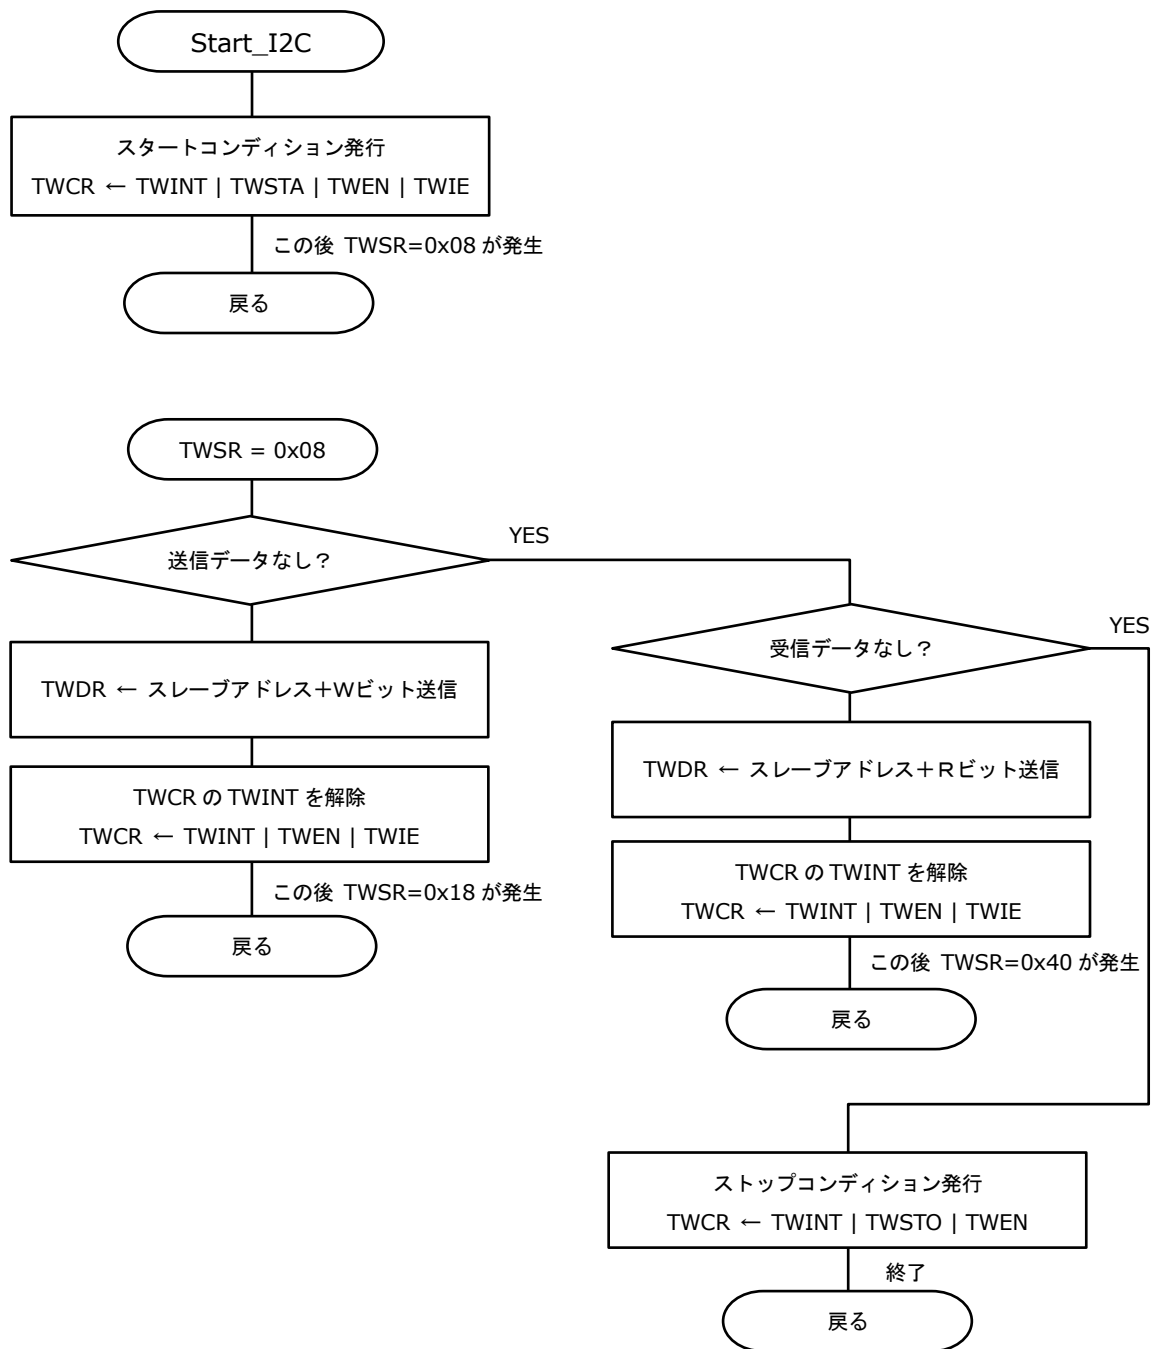 Start_I2C
スタートコンディション発行
TWCR ← TWINT | TWSTA | TWEN | TWIE
この後 TWSR=0x08 が発生
戻る
TWSR = 0x08
送信データなし？
YES
TWDR ← スレーブアドレス＋Wビット送信
TWCR の TWINT を解除
TWCR ← TWINT | TWEN | TWIE
この後 TWSR=0x18 が発生
戻る
受信データなし？
YES
TWDR ← スレーブアドレス＋Rビット送信
TWCR の TWINT を解除
TWCR ← TWINT | TWEN | TWIE
この後 TWSR=0x40 が発生
戻る
ストップコンディション発行
TWCR ← TWINT | TWSTO | TWEN
終了
戻る